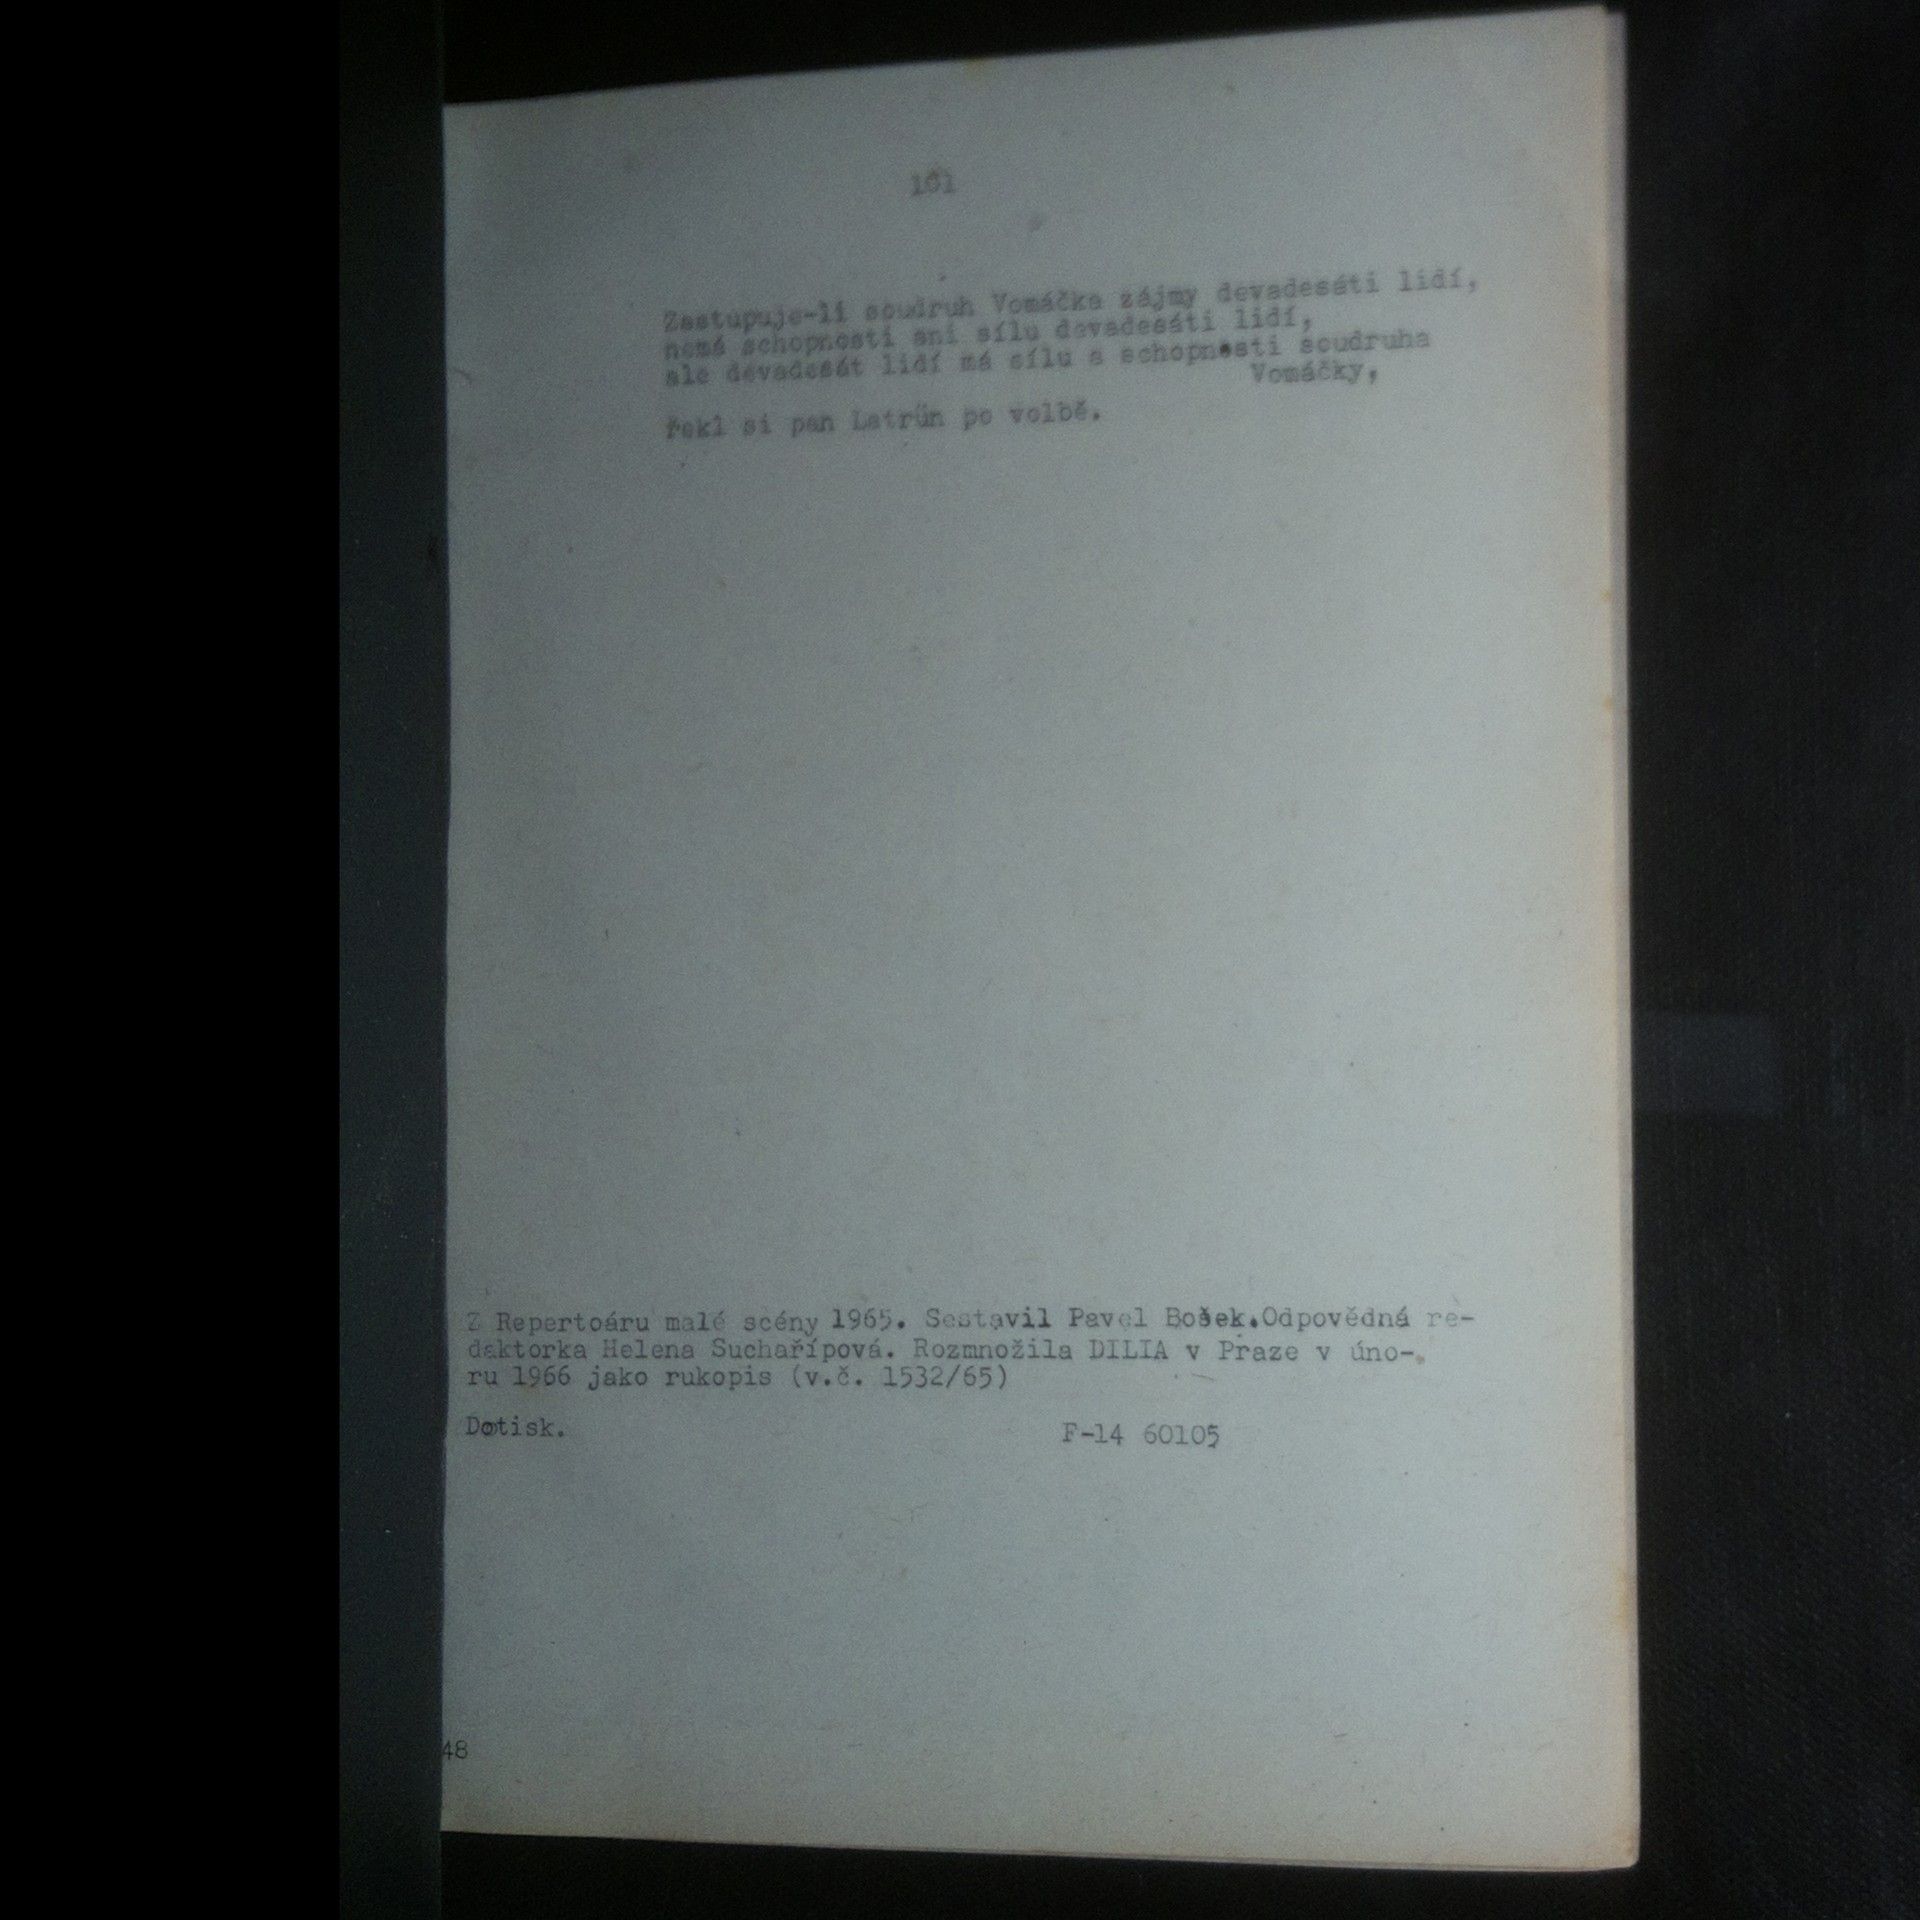 101
Zastupuje-li soudruh Vomáčka zájmy devadesáti lidí,
nemá schopnosti ani sílu devadesáti lidí,
ale devadesát lidí má sílu a schopnosti soudruha
Vomáčky,
řekl si pan Latrün po volbě.
Z Repertoáru malé scény 1965. Sestavil Pavel Bošek.Odpovědná re-
daktorka Helena Suchařípová. Rozmnožila DILIA v Praze v úno-
ru 1966 jako rukopis (v.č. 1532/65)
Dotisk. F-14 60105
48